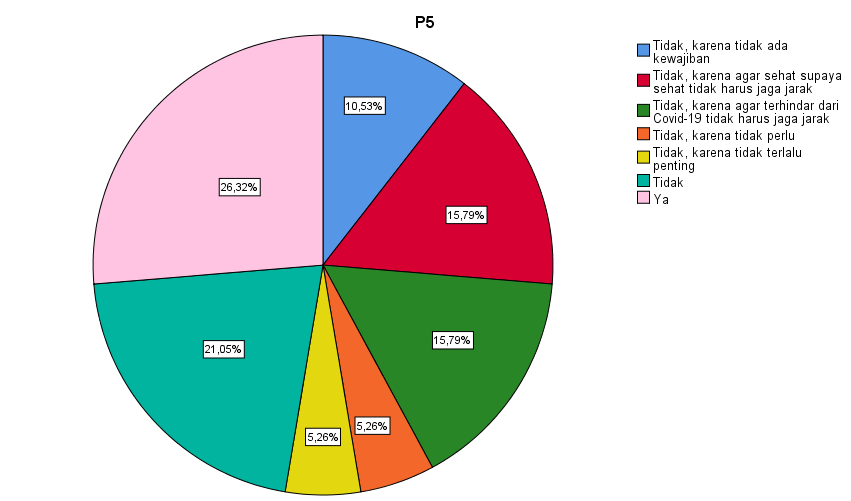 P5
10,53%
15,79%
15,79%
5,26%
5,26%
21,05%
26,32%
Tidak, karena tidak ada
kewajiban
Tidak, karena agar sehat supaya
sehat tidak harus jaga jarak
Tidak, karena agar terhindar dari
Covid-19 tidak harus jaga jarak
Tidak, karena tidak perlu
Tidak, karena tidak terlalu
penting
Tidak
Ya